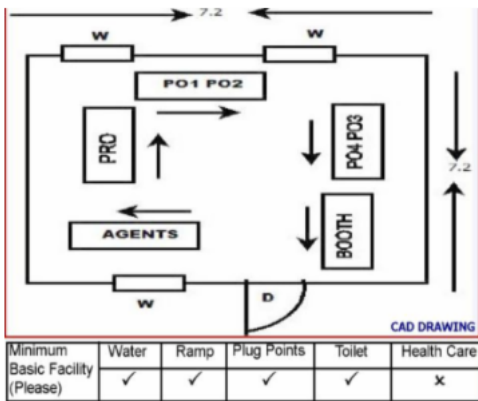 7.2
W W
PO1 PO2
PRO
PO4 PO3
7.2
AGENTS
BOOTH
W
D
CAD DRAWING
Minimum Basic Facility (Please) Water Ramp Plug Points Toilet Health Care
✓ ✓ ✓ ✓ x